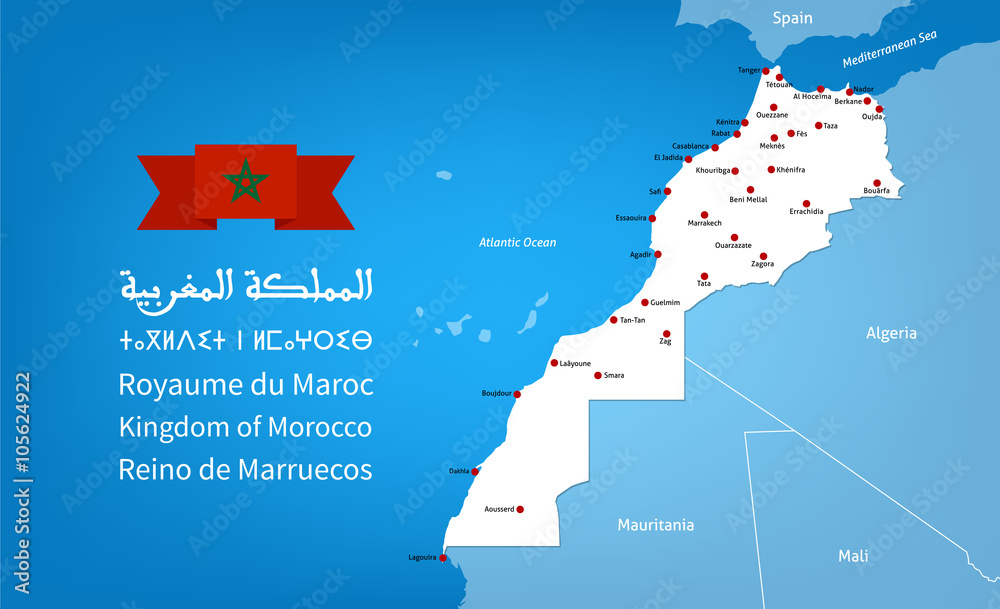 Spain
Mediterranean Sea
Tanger
Tétouan
Al Hoceïma
Nador
Berkane
Oujda
Ouezzane
Kénitra
Rabat
Taza
Fès
Meknès
Casablanca
El Jadida
Khouribga
Khénifra
Safi
Beni Mellal
Bouârfa
Essaouira
Marrakech
Errachidia
Atlantic Ocean
Ouarzazate
Agadir
Zagora
Tata
Guelmim
Tan-Tan
Zag
Algeria
Laâyoune
Smara
Boujdour
Dakhla
Aousserd
Mauritania
Mali
Lagouira
المملكة المغربية
ⵜⴰⴳⵍⴷⵉⵜ ⵏ ⵍⵎⴰⵖⵔⵉⴱ
Royaume du Maroc
Kingdom of Morocco
Reino de Marruecos
Adobe Stock | #105624922